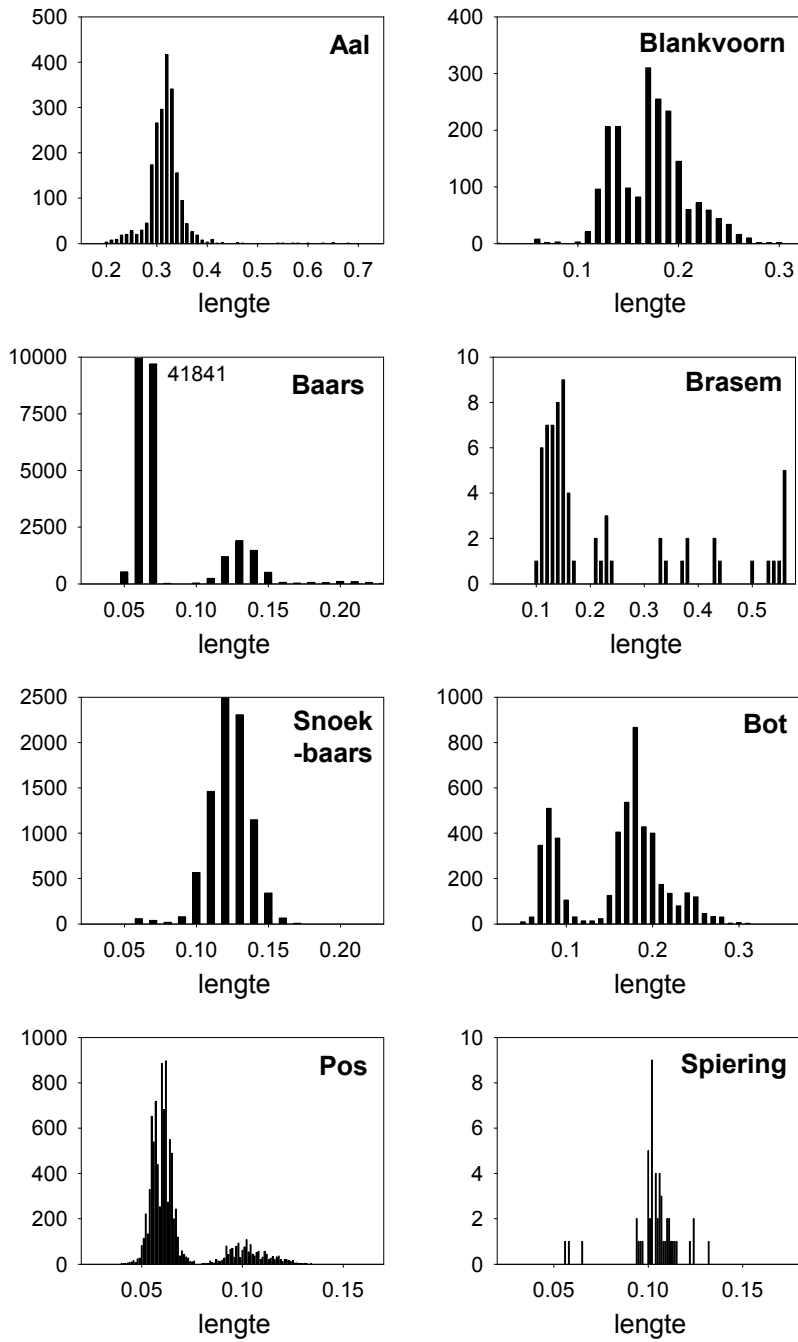 Aal
500
400
300
200
100
0
0.2 0.3 0.4 0.5 0.6 0.7
lengte
Blankvoorn
400
300
200
100
0
0.1 0.2 0.3
lengte
Baars
41841
10000
7500
5000
2500
0
0.05 0.10 0.15 0.20
lengte
Brasem
10
8
6
4
2
0
0.1 0.2 0.3 0.4 0.5
lengte
Snoek
-baars
2500
2000
1500
1000
500
0
0.05 0.10 0.15 0.20
lengte
Bot
1000
800
600
400
200
0
0.1 0.2 0.3
lengte
Pos
1000
800
600
400
200
0
0.05 0.10 0.15
lengte
Spiering
10
8
6
4
2
0
0.05 0.10 0.15
lengte